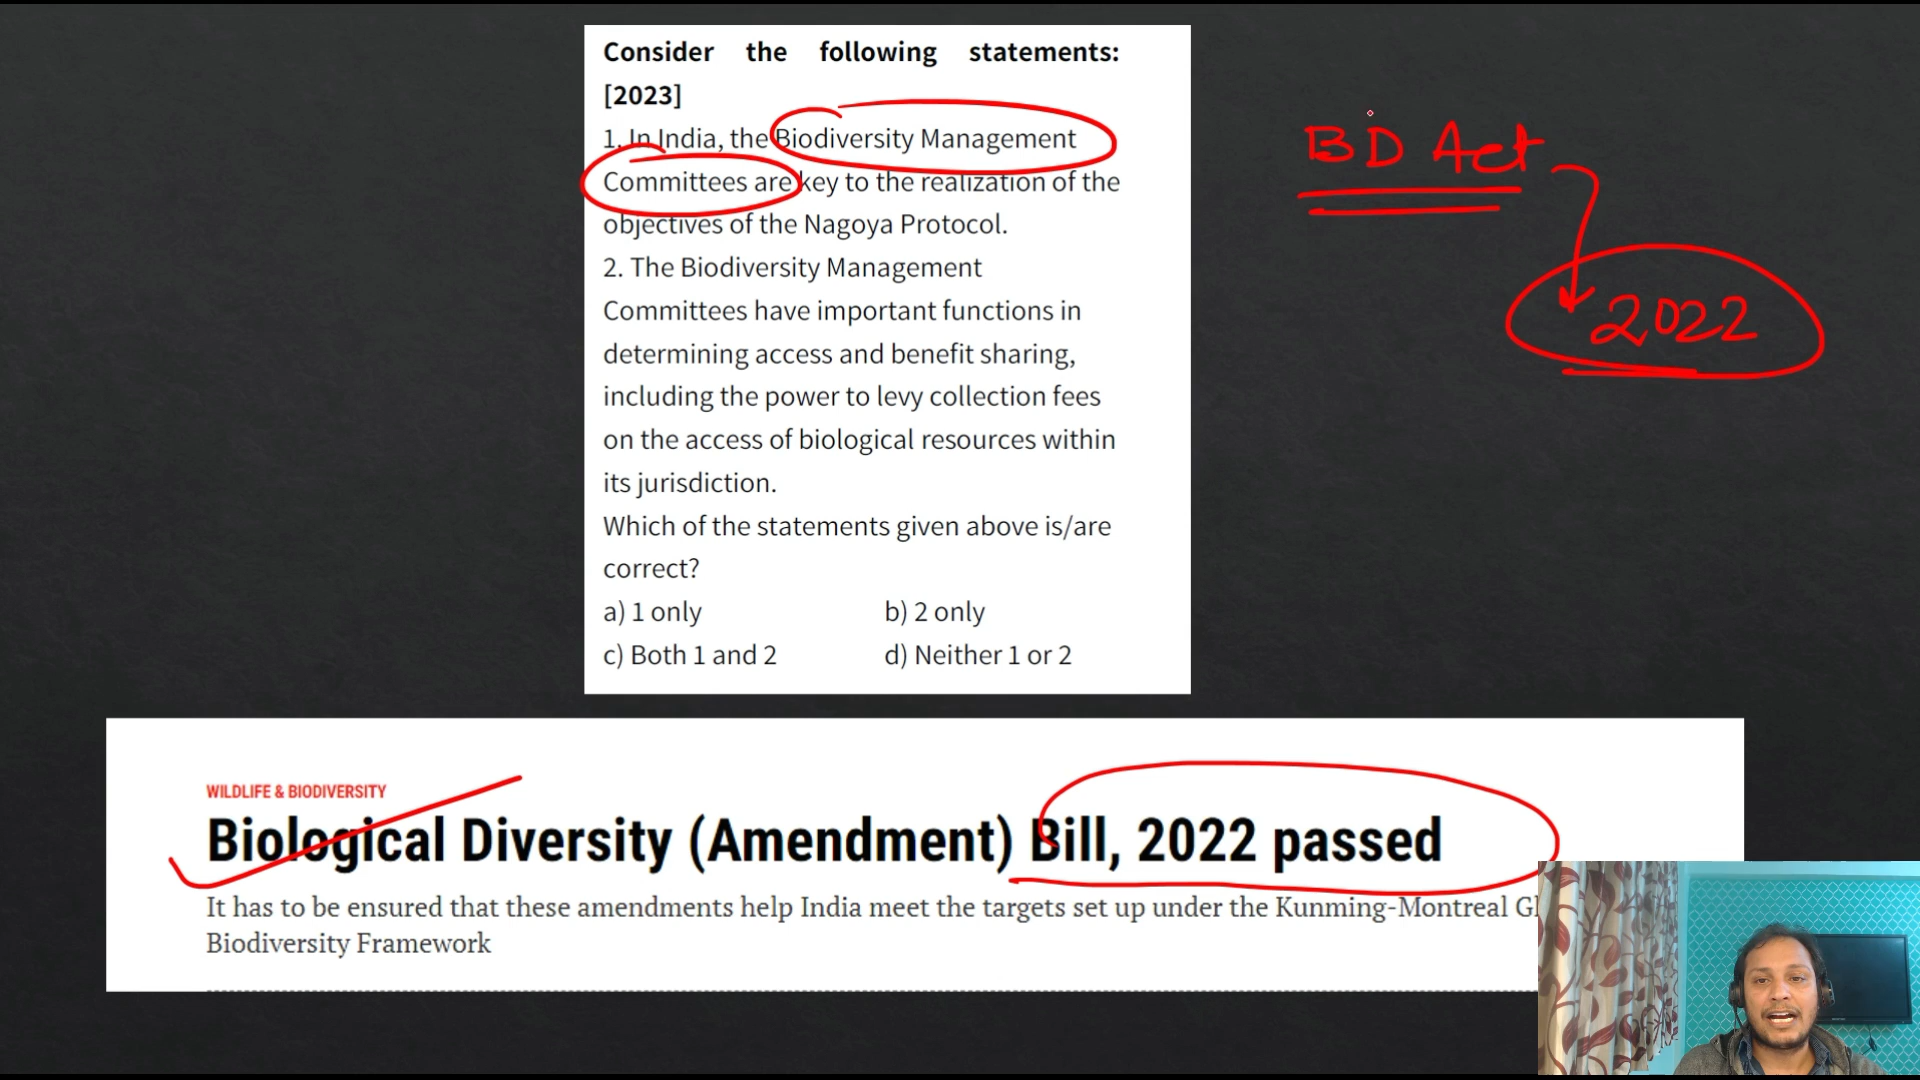 Consider the following statements:
[2023]
1. In India, the Biodiversity Management
Committees are key to the realization of the
objectives of the Nagoya Protocol.
2. The Biodiversity Management
Committees have important functions in
determining access and benefit sharing,
including the power to levy collection fees
on the access of biological resources within
its jurisdiction.
Which of the statements given above is/are
correct?
a) 1 only b) 2 only
c) Both 1 and 2 d) Neither 1 or 2
BD Act
2022
WILDLIFE & BIODIVERSITY
Biological Diversity (Amendment) Bill, 2022 passed
It has to be ensured that these amendments help India meet the targets set up under the Kunming-Montreal
Biodiversity Framework